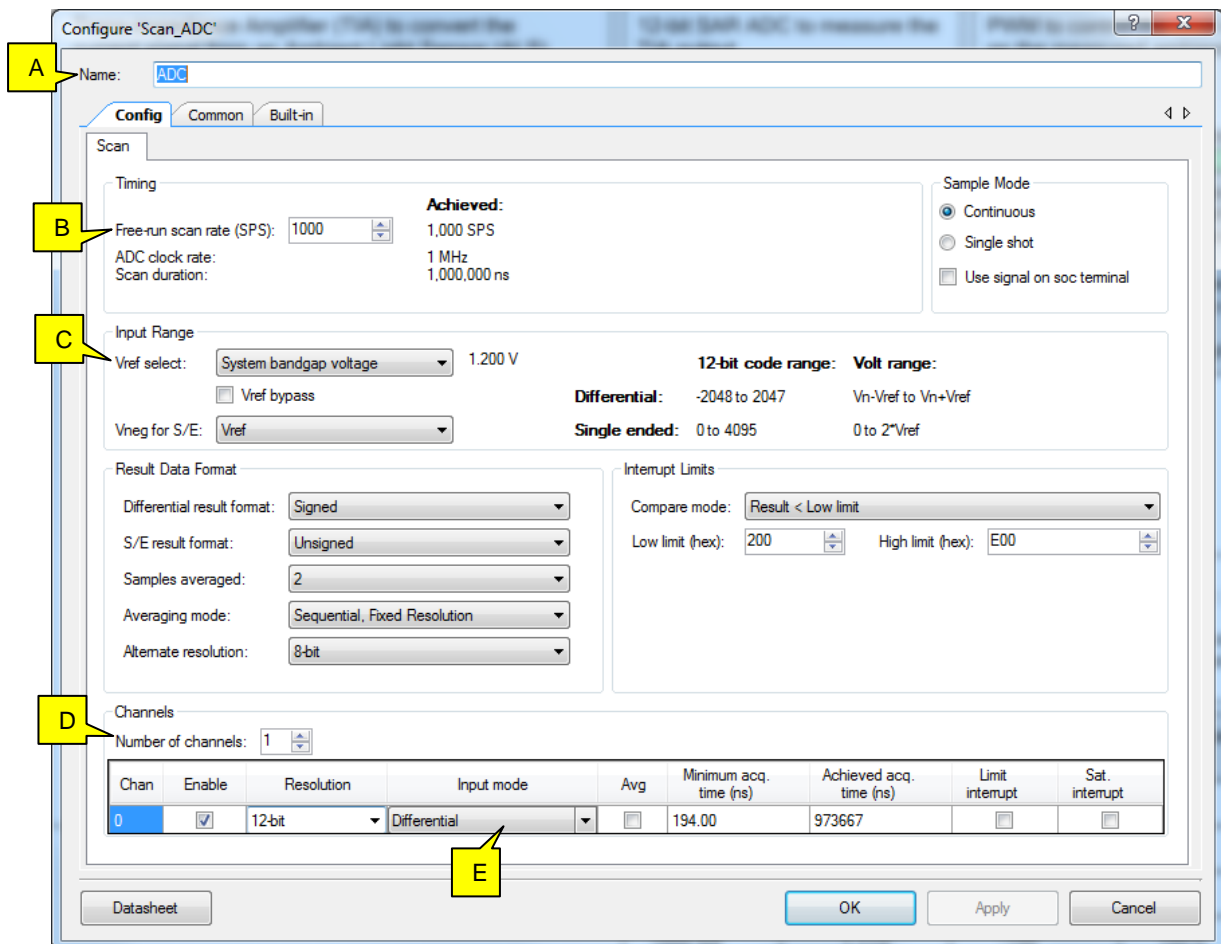 Configure 'Scan_ADC'
A
Name: ADC
Config Common Built-in
Scan
Timing
Achieved:
B
Free-run scan rate (SPS): 1000 1,000 SPS
ADC clock rate: 1 MHz
Scan duration: 1,000,000 ns
Sample Mode
Continuous
Single shot
Use signal on soc terminal
C
Input Range
Vref select: System bandgap voltage 1.200 V 12-bit code range: Volt range:
Vref bypass Differential: -2048 to 2047 Vn-Vref to Vn+Vref
Vneg for S/E: Vref Single ended: 0 to 4095 0 to 2*Vref
Result Data Format
Differential result format: Signed
S/E result format: Unsigned
Samples averaged: 2
Averaging mode: Sequential, Fixed Resolution
Alternate resolution: 8-bit
Interrupt Limits
Compare mode: Result < Low limit
Low limit (hex): 200 High limit (hex): E00
D
Channels
Number of channels: 1
Chan Enable Resolution Input mode Avg Minimum acq. time (ns) Achieved acq. time (ns) Limit interrupt Sat. interrupt
0 12-bit Differential 194.00 973667
E
Datasheet OK Apply Cancel